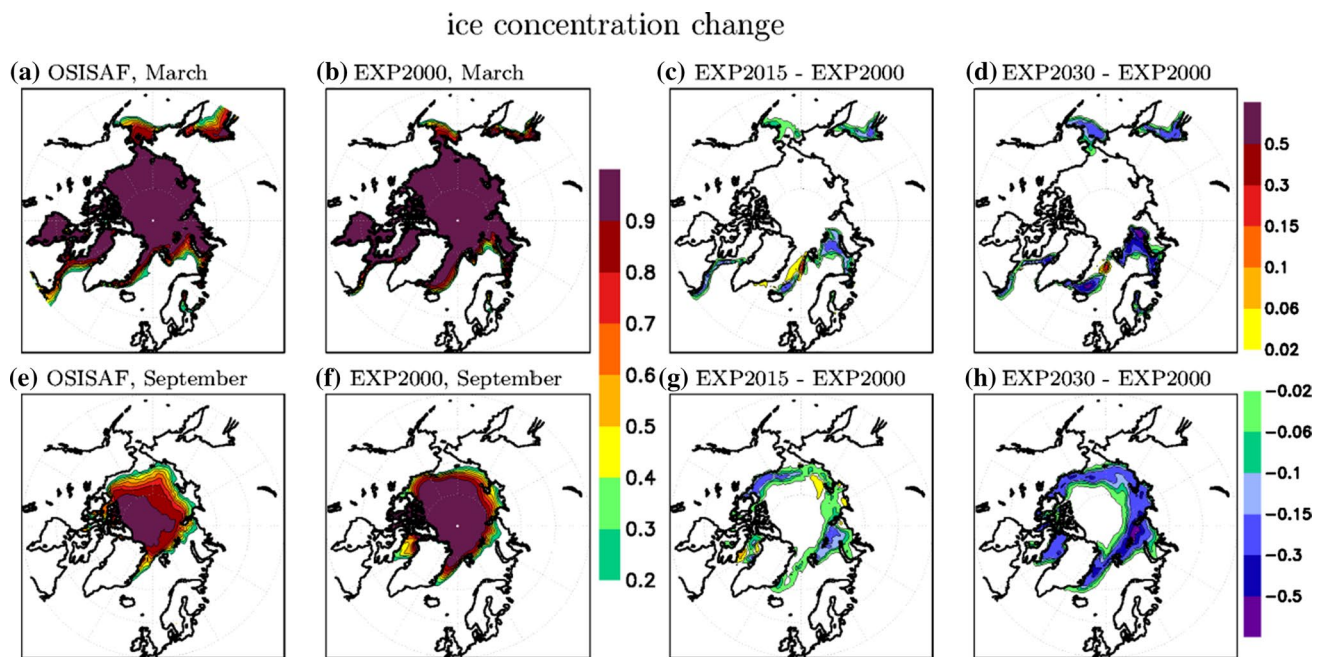 ice concentration change
(a) OSISAF, March
(b) EXP2000, March
(c) EXP2015 - EXP2000
(d) EXP2030 - EXP2000
0.5
0.3
0.15
0.1
0.06
0.02
0.9
0.8
0.7
0.6
0.5
0.4
0.3
0.2
(e) OSISAF, September
(f) EXP2000, September
(g) EXP2015 - EXP2000
(h) EXP2030 - EXP2000
-0.02
-0.06
-0.1
-0.15
-0.3
-0.5